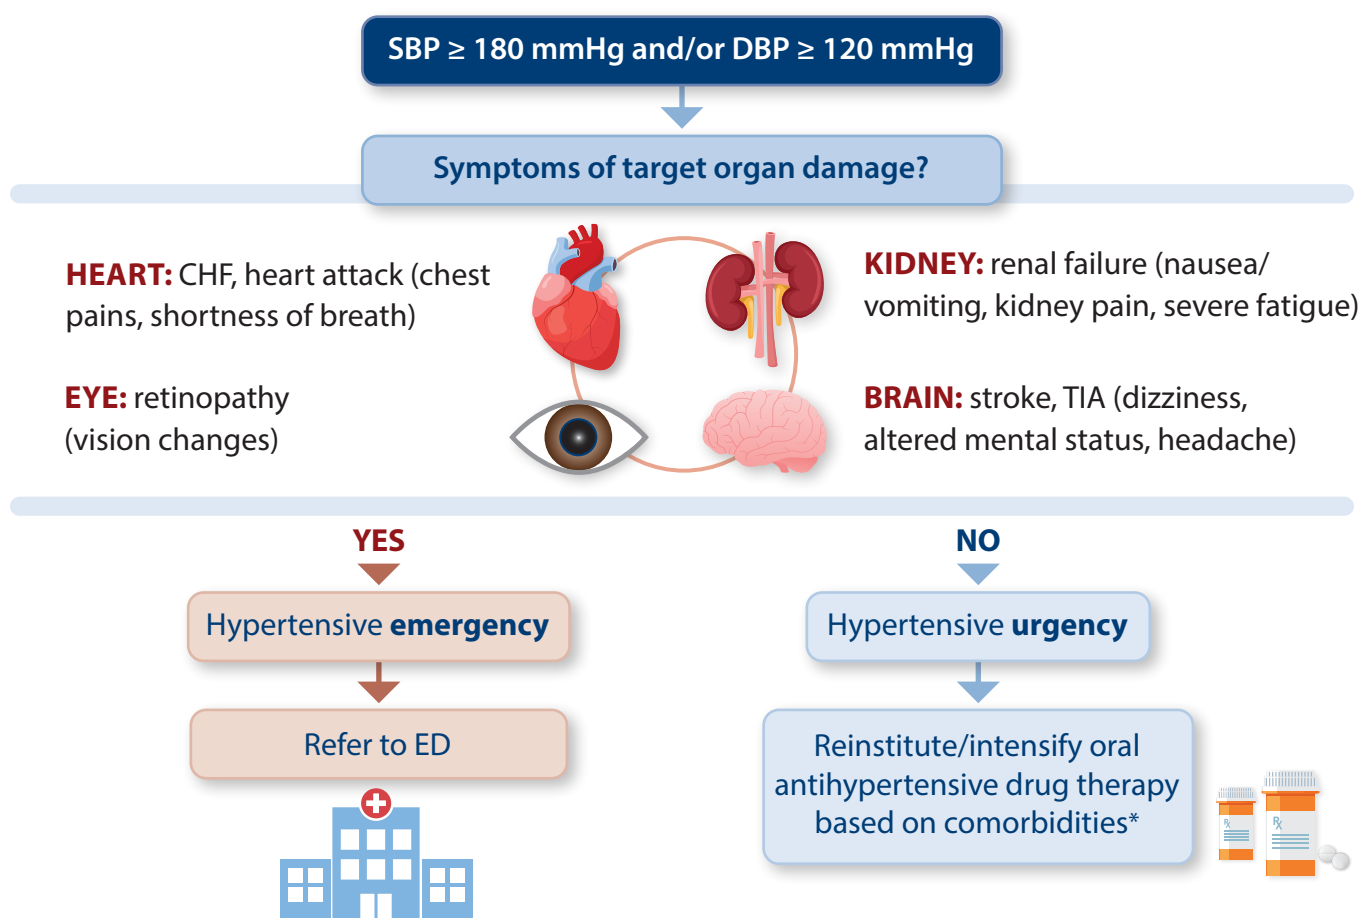 SBP ≥ 180 mmHg and/or DBP ≥ 120 mmHg
Symptoms of target organ damage?
HEART: CHF, heart attack (chest
pains, shortness of breath)
KIDNEY: renal failure (nausea/
vomiting, kidney pain, severe fatigue)
EYE: retinopathy
(vision changes)
BRAIN: stroke, TIA (dizziness,
altered mental status, headache)
YES
NO
Hypertensive emergency
Hypertensive urgency
Refer to ED
Reinstitute/intensify oral
antihypertensive drug therapy
based on comorbidities*
℞
℞